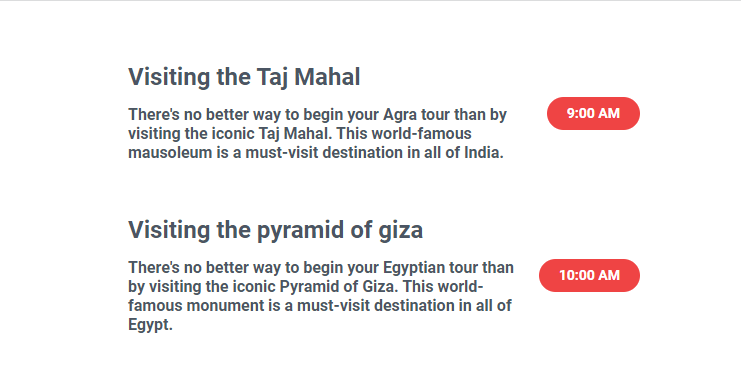 Visiting the Taj Mahal
There's no better way to begin your Agra tour than by
visiting the iconic Taj Mahal. This world-famous
mausoleum is a must-visit destination in all of India.
9:00 AM
Visiting the pyramid of giza
There's no better way to begin your Egyptian tour than
by visiting the iconic Pyramid of Giza. This world-
famous monument is a must-visit destination in all of
Egypt.
10:00 AM